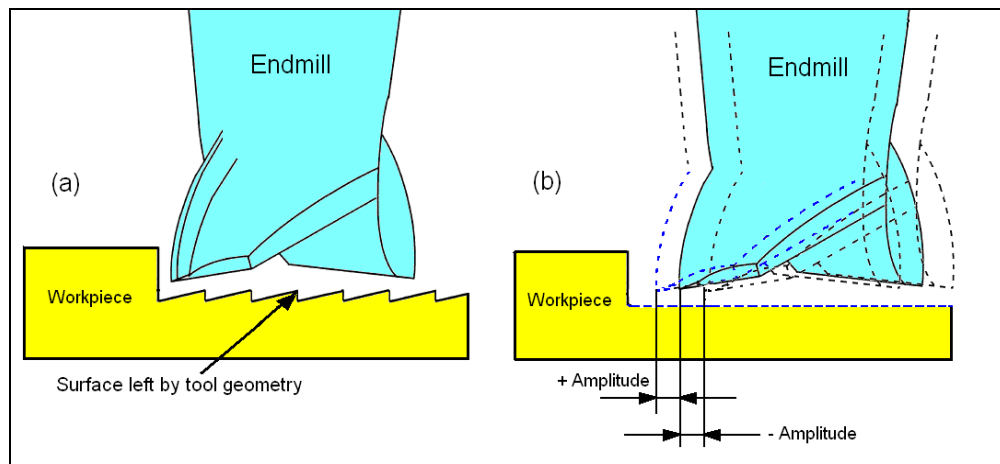 Endmill
(a)
Workpiece
Surface left by tool geometry
Endmill
(b)
Workpiece
+ Amplitude
- Amplitude